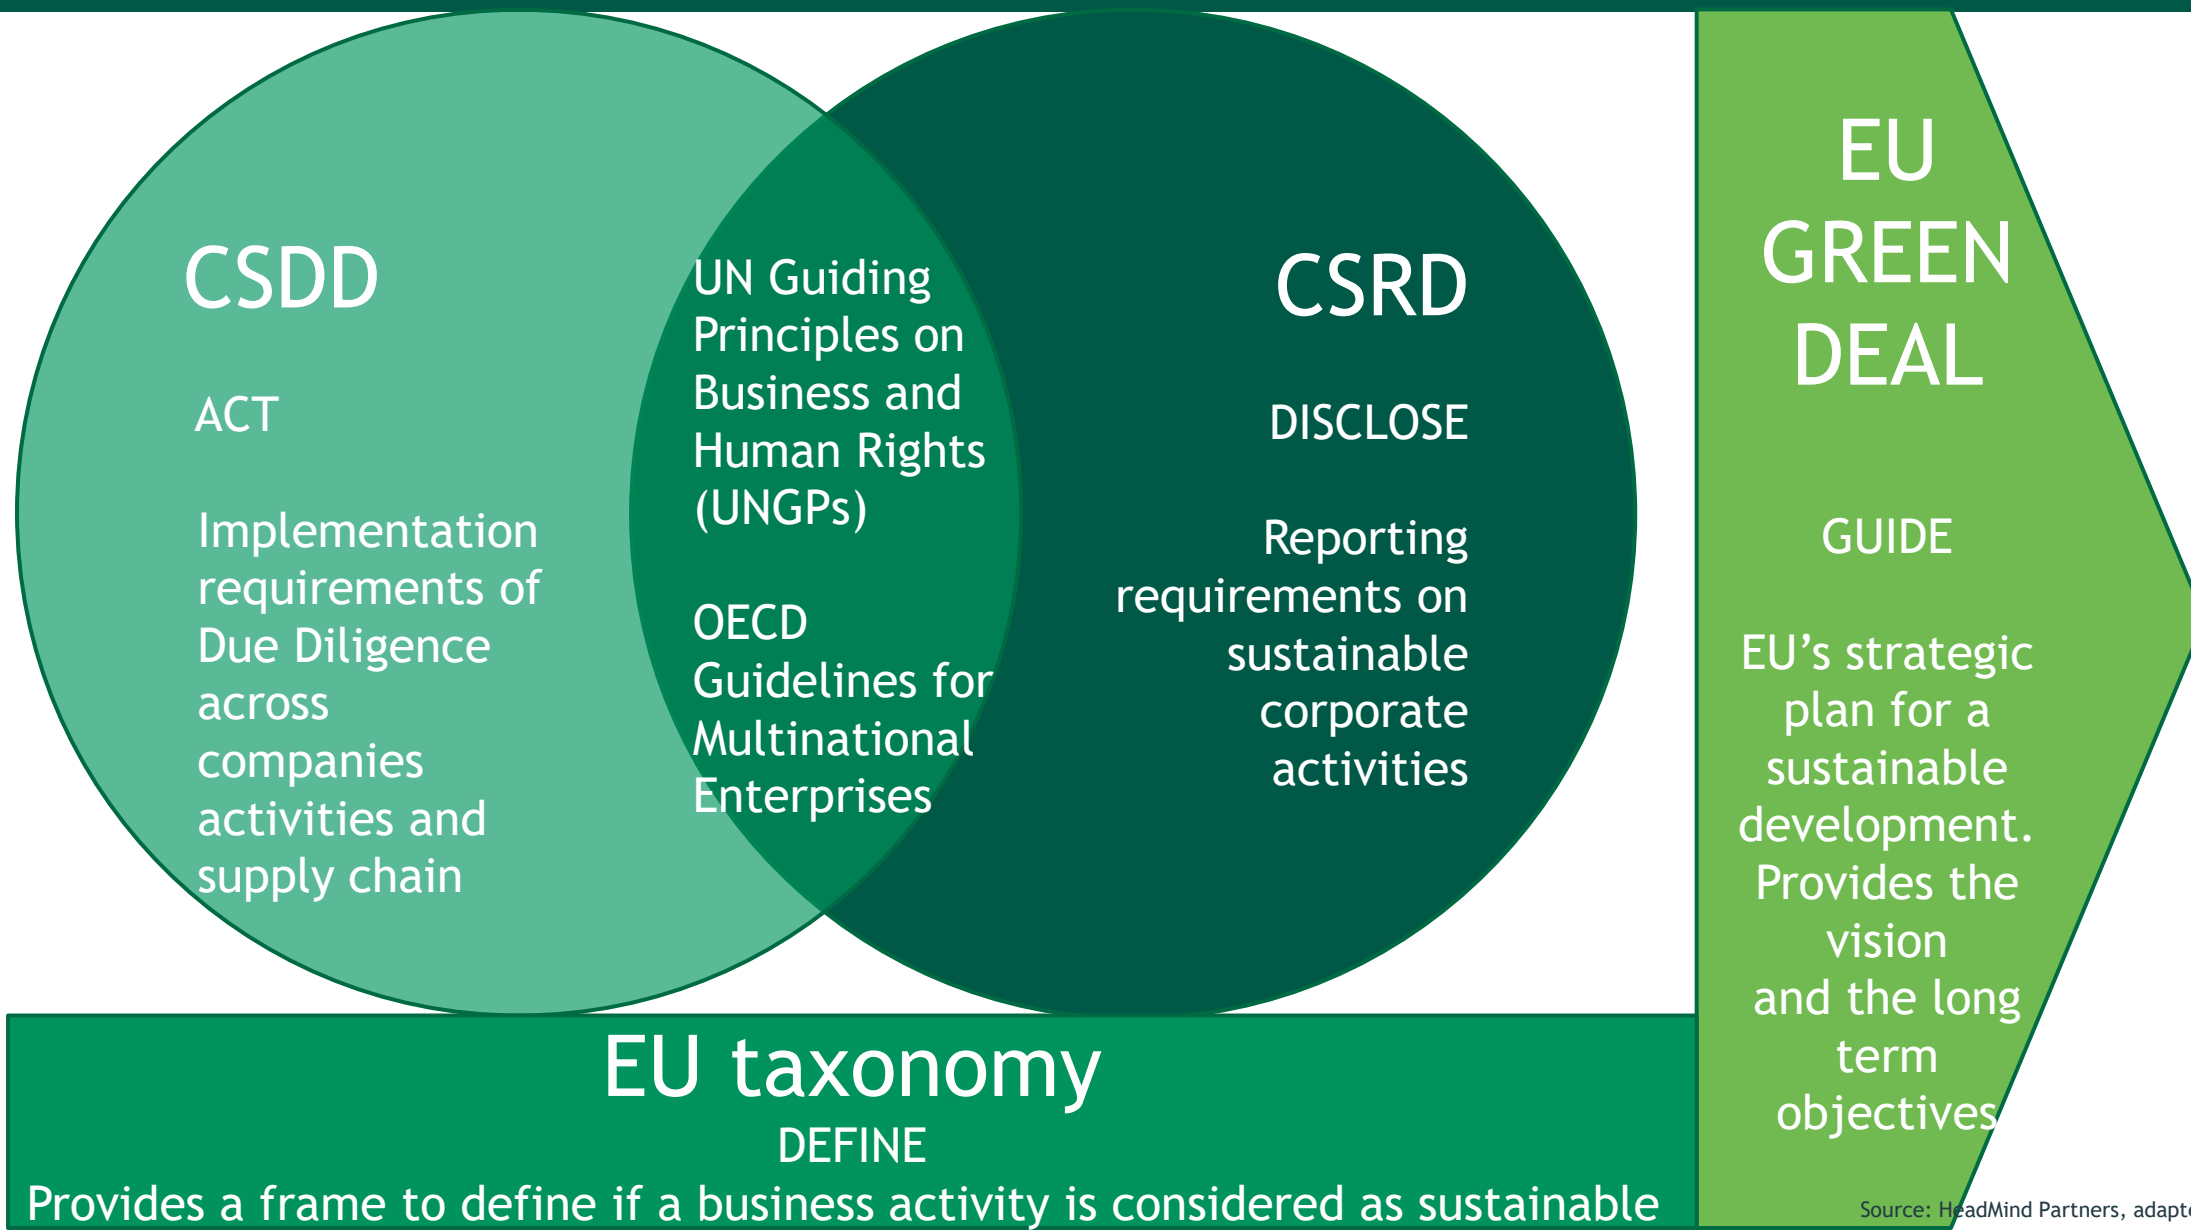 CSDD
ACT
Implementation
requirements of
Due Diligence
across
companies
activities and
supply chain
UN Guiding
Principles on
Business and
Human Rights
(UNGPs)
OECD
Guidelines for
Multinational
Enterprises
CSRD
DISCLOSE
Reporting
requirements on
sustainable
corporate
activities
EU
GREEN
DEAL
GUIDE
EU’s strategic
plan for a
sustainable
development.
Provides the
vision
and the long
term
objectives
EU taxonomy
DEFINE
Provides a frame to define if a business activity is considered as sustainable
Source: HeadMind Partners,